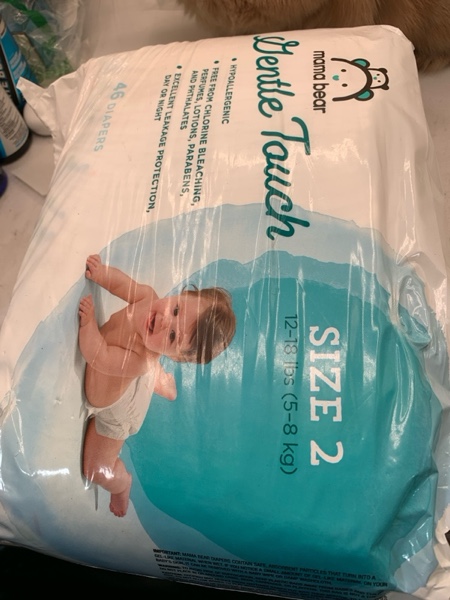 mama bear
Gentle Touch
• HYPOALLERGENIC
• FREE FROM CHLORINE BLEACHING,
PERFUMES, LOTIONS, PARABENS,
AND PHTHALATES
• EXCELLENT LEAKAGE PROTECTION,
DAY OR NIGHT
46 DIAPERS
SIZE 2
12-18 lbs (5-8 kg)